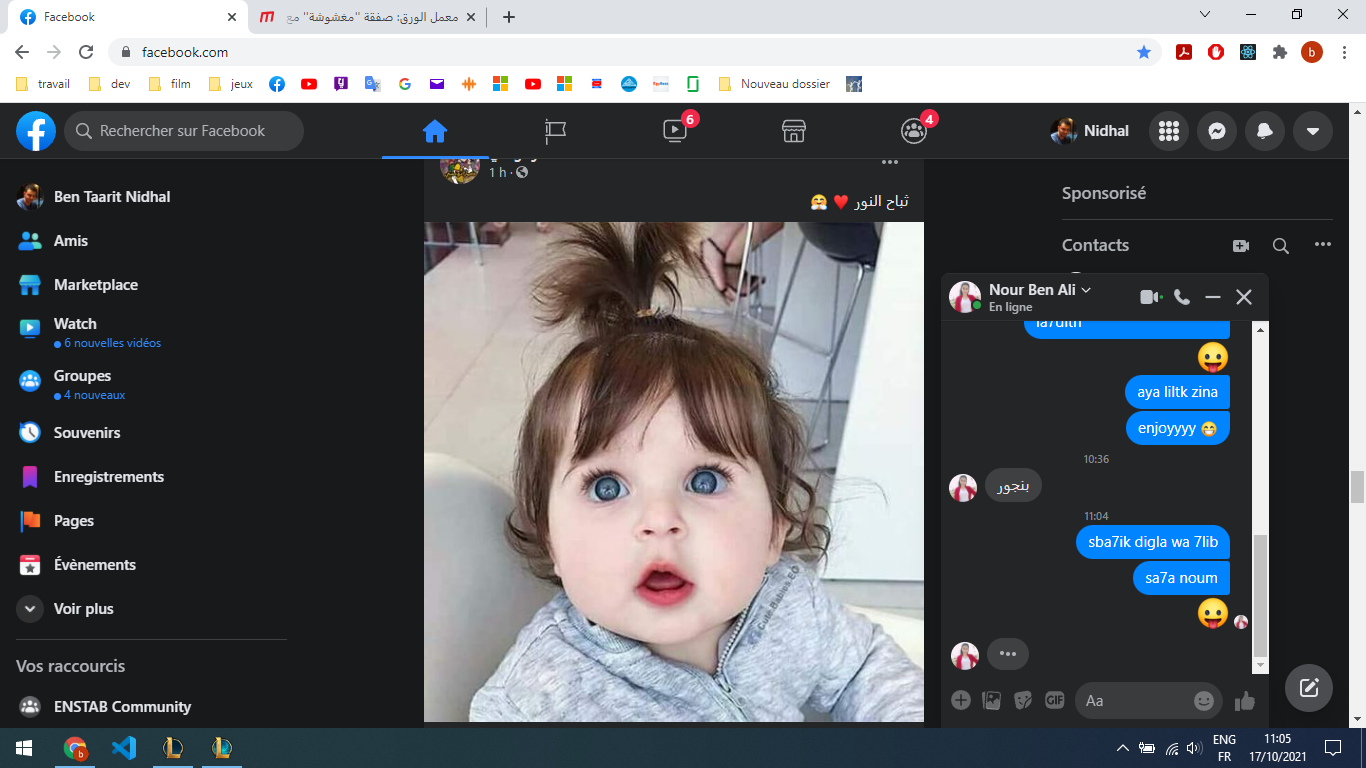 Facebook
معمل الورق: صفقة "مغشوشة" مع
facebook.com
travail
dev
film
jeux
Nouveau dossier
Rechercher sur Facebook
6
4
Nidhal
Ben Taarit Nidhal
Amis
Marketplace
Watch
6 nouvelles vidéos
Groupes
4 nouveaux
Souvenirs
Enregistrements
Pages
Évènements
Voir plus
Vos raccourcis
ENSTAB Community
1 h
ثباح النور ❤️ 🤗
Cute Babies.EO
Sponsorisé
Contacts
Nour Ben Ali
En ligne
la7dith
😛
aya liltk zina
enjoyyyy 😁
10:36
بنجور
11:04
sba7ik digla wa 7lib
sa7a noum
😛
GIF
Aa
ENG
FR
11:05
17/10/2021